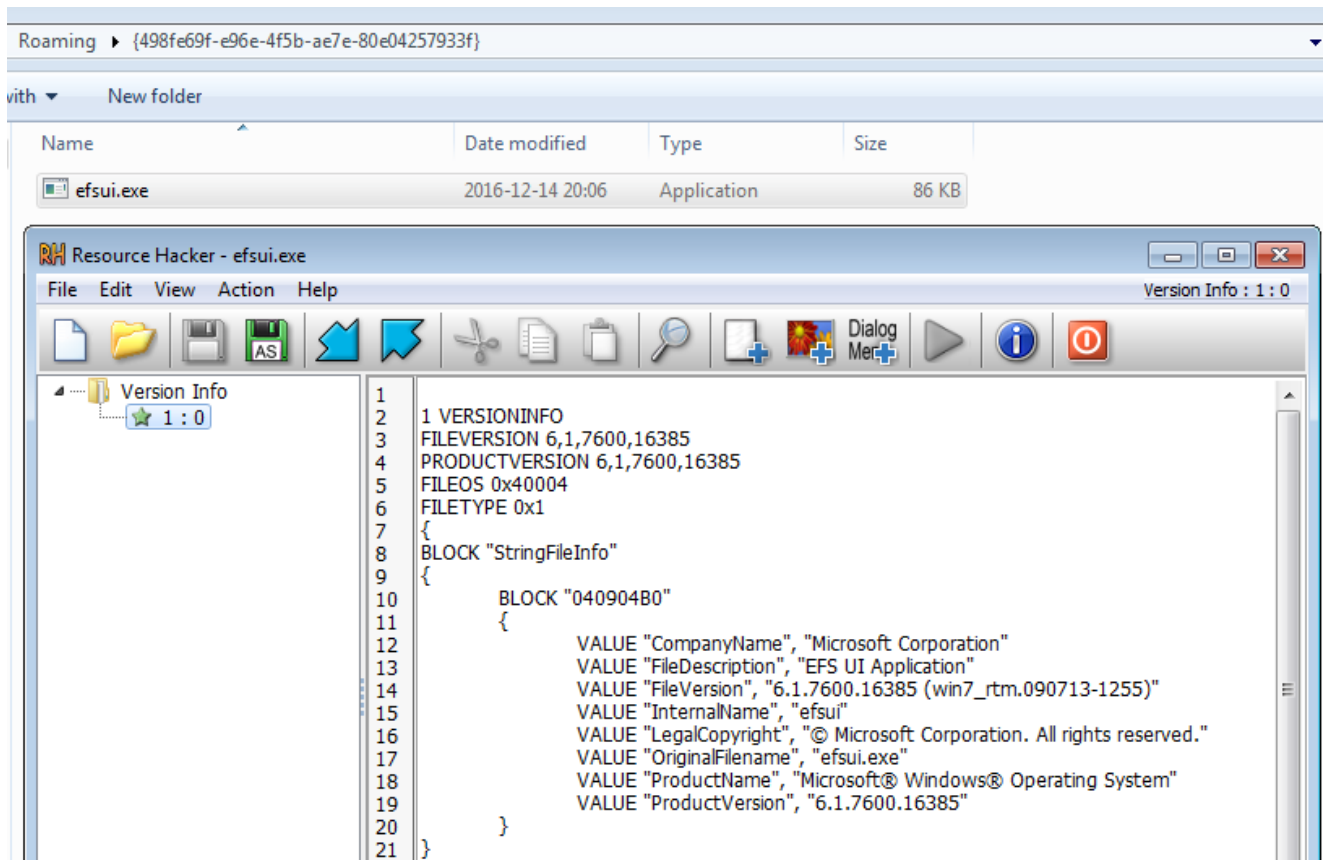 Roaming ▸ {498fe69f-e96e-4f5b-ae7e-80e04257933f}
with New folder
Name Date modified Type Size
efsui.exe 2016-12-14 20:06 Application 86 KB
RH Resource Hacker - efsui.exe
File Edit View Action Help Version Info : 1 : 0
AS Dialog
Men
Version Info
1 : 0
1
2 1 VERSIONINFO
3 FILEVERSION 6,1,7600,16385
4 PRODUCTVERSION 6,1,7600,16385
5 FILEOS 0x40004
6 FILETYPE 0x1
7 {
8 BLOCK "StringFileInfo"
9 {
10 BLOCK "040904B0"
11 {
12 VALUE "CompanyName", "Microsoft Corporation"
13 VALUE "FileDescription", "EFS UI Application"
14 VALUE "FileVersion", "6.1.7600.16385 (win7_rtm.090713-1255)"
15 VALUE "InternalName", "efsui"
16 VALUE "LegalCopyright", "© Microsoft Corporation. All rights reserved."
17 VALUE "OriginalFilename", "efsui.exe"
18 VALUE "ProductName", "Microsoft® Windows® Operating System"
19 VALUE "ProductVersion", "6.1.7600.16385"
20 }
21 }